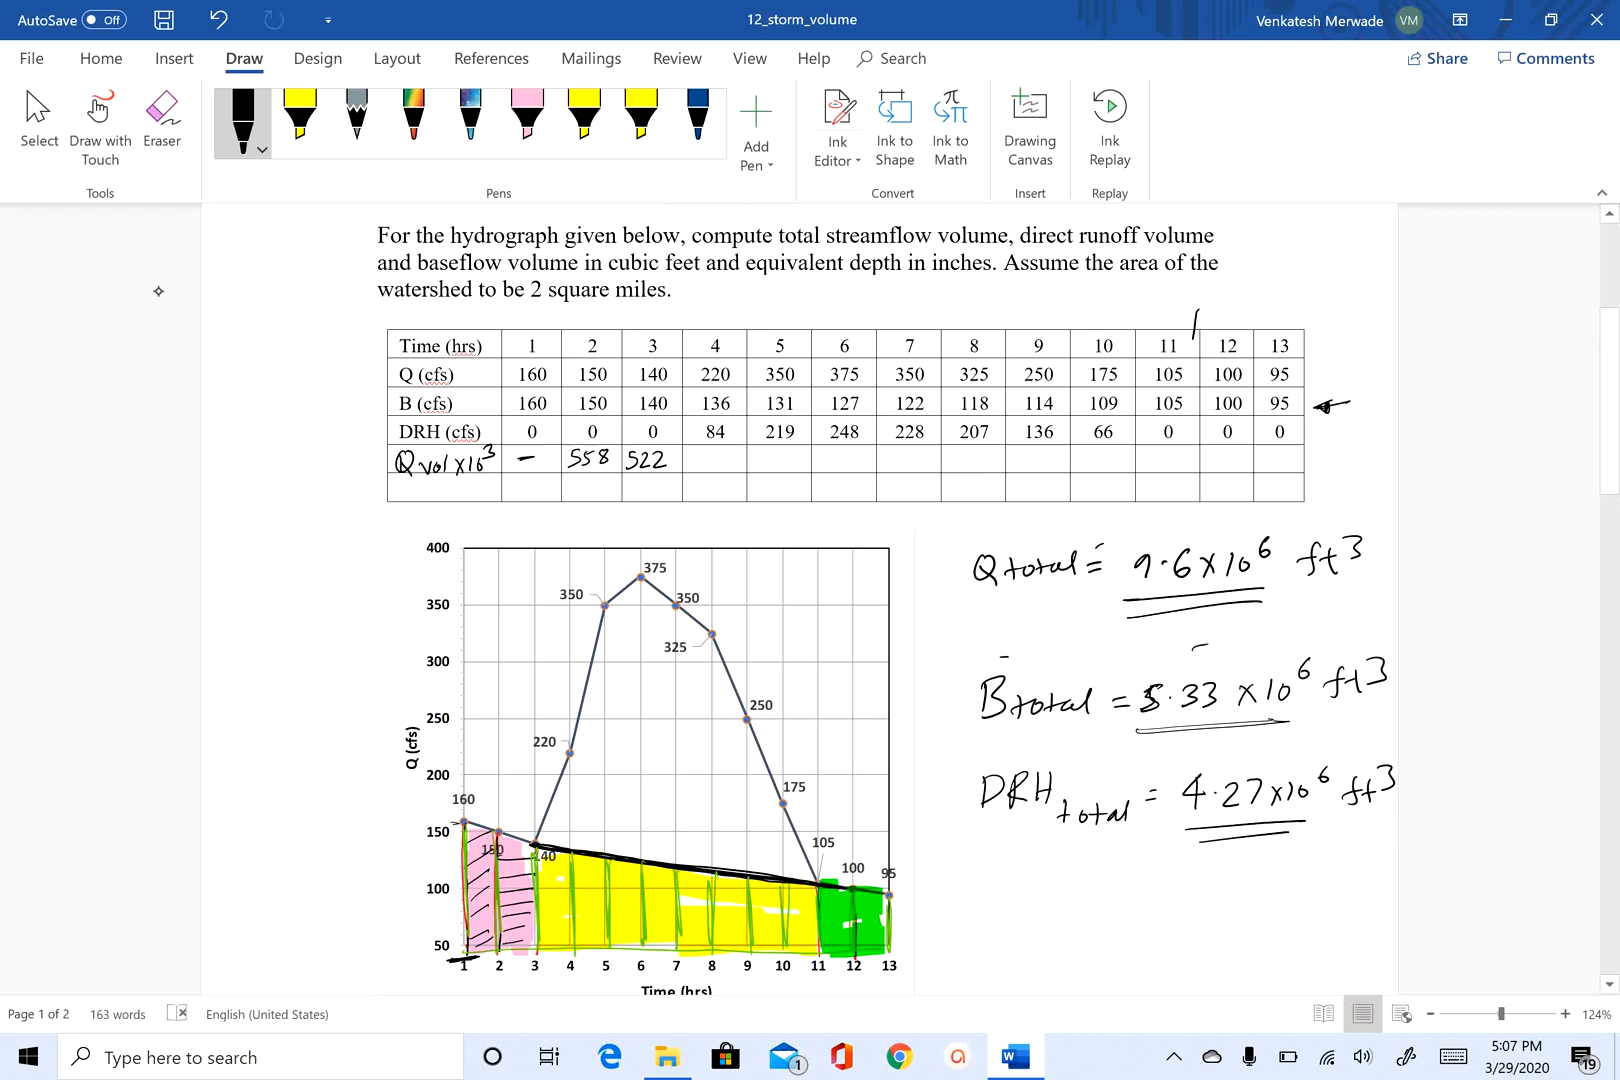 AutoSave Off
12_storm_volume
Venkatesh Merwade VM
File Home Insert Draw Design Layout References Mailings Review View Help Search Share Comments
Select Draw with Touch Eraser
Add Pen
Ink Editor Ink to Shape Ink to Math
Drawing Canvas
Ink Replay
Tools Pens Convert Insert Replay
For the hydrograph given below, compute total streamflow volume, direct runoff volume
and baseflow volume in cubic feet and equivalent depth in inches. Assume the area of the
watershed to be 2 square miles.
Time (hrs) 1 2 3 4 5 6 7 8 9 10 11 12 13
Q (cfs) 160 150 140 220 350 375 350 325 250 175 105 100 95
B (cfs) 160 150 140 136 131 127 122 118 114 109 105 100 95
DRH (cfs) 0 0 0 84 219 248 228 207 136 66 0 0 0
Q vol x10³ - 558 522
Q total = 9.6 x 10⁶ ft³
B total = 5.33 x 10⁶ ft³
DRH total = 4.27 x 10⁶ ft³
400
350
300
250
200
150
100
50
Q (cfs)
160
150
140
220
350
375
350
325
250
175
105
100
95
1 2 3 4 5 6 7 8 9 10 11 12 13
Time (hrs)
Page 1 of 2 163 words English (United States) 124%
Type here to search
1
5:07 PM
3/29/2020
19